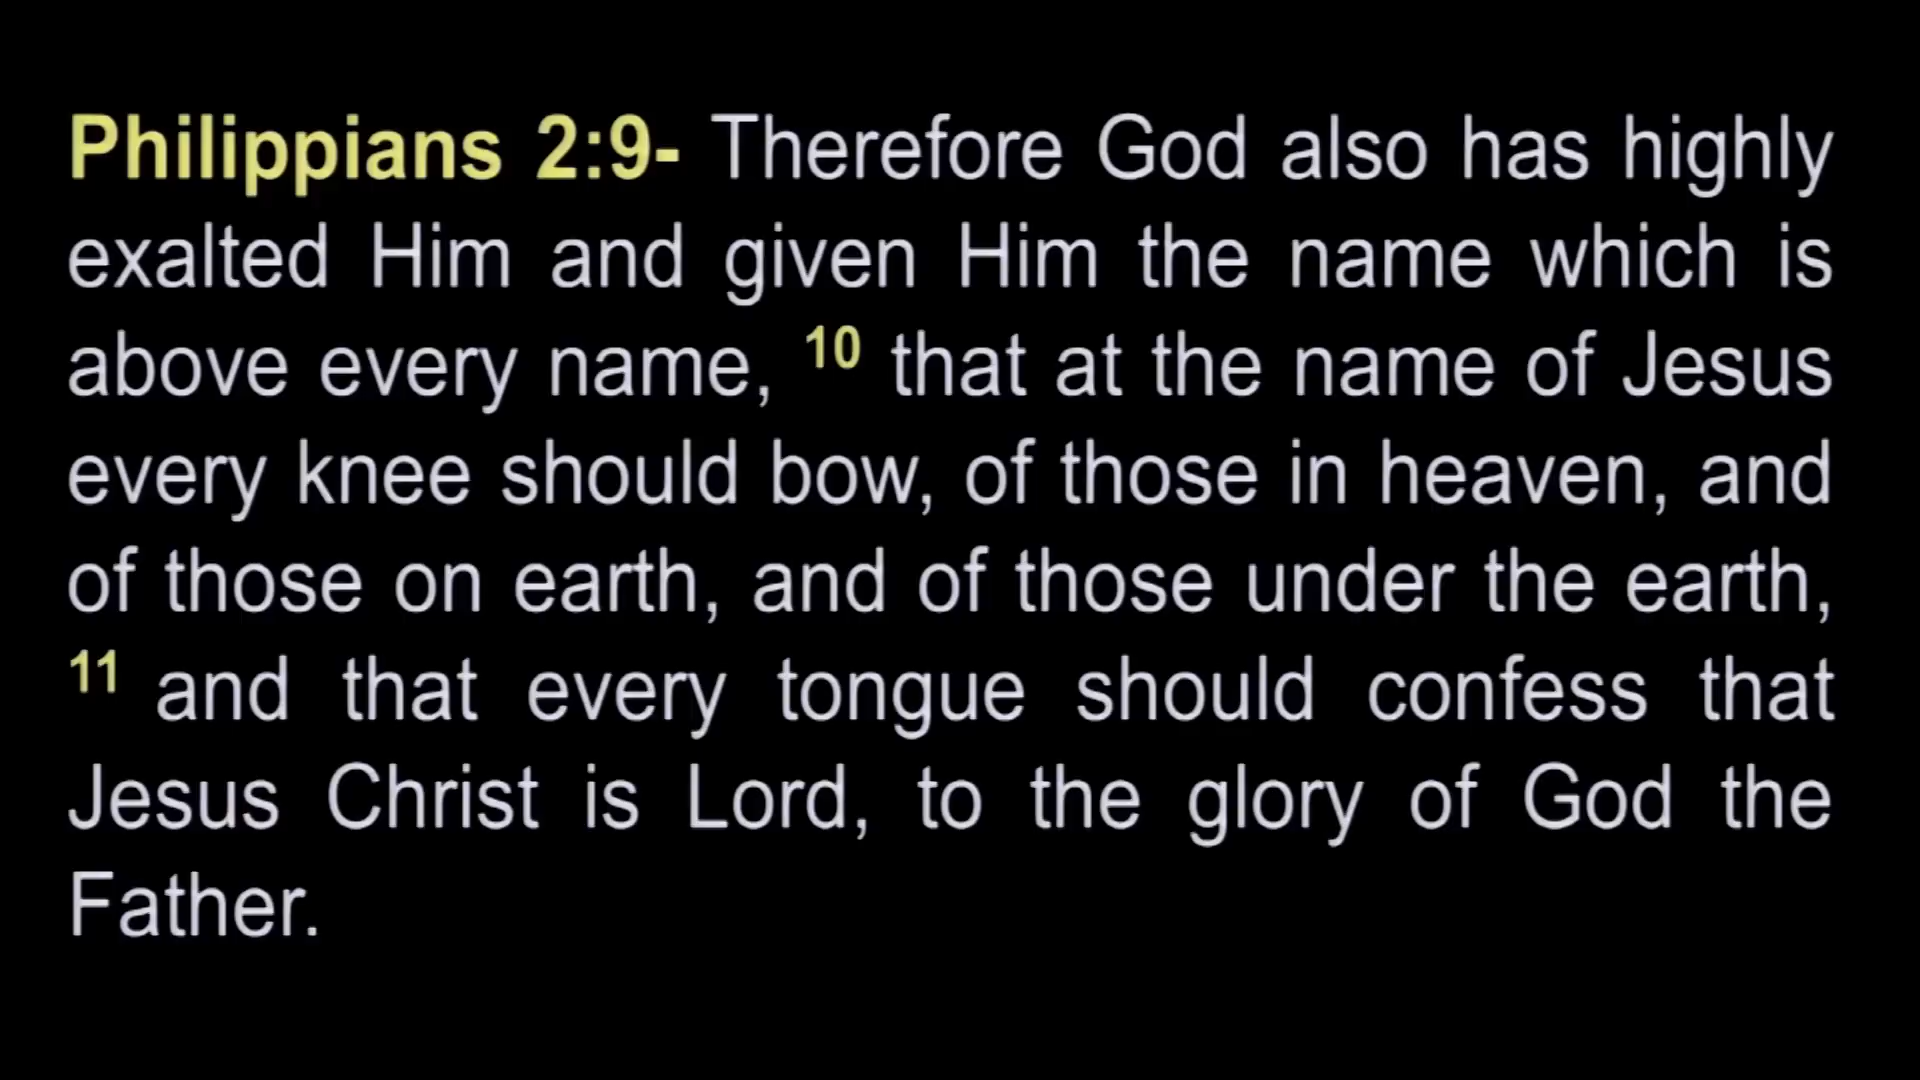 Philippians 2:9- Therefore God also has highly
exalted Him and given Him the name which is
above every name, 10 that at the name of Jesus
every knee should bow, of those in heaven, and
of those on earth, and of those under the earth,
11 and that every tongue should confess that
Jesus Christ is Lord, to the glory of God the
Father.